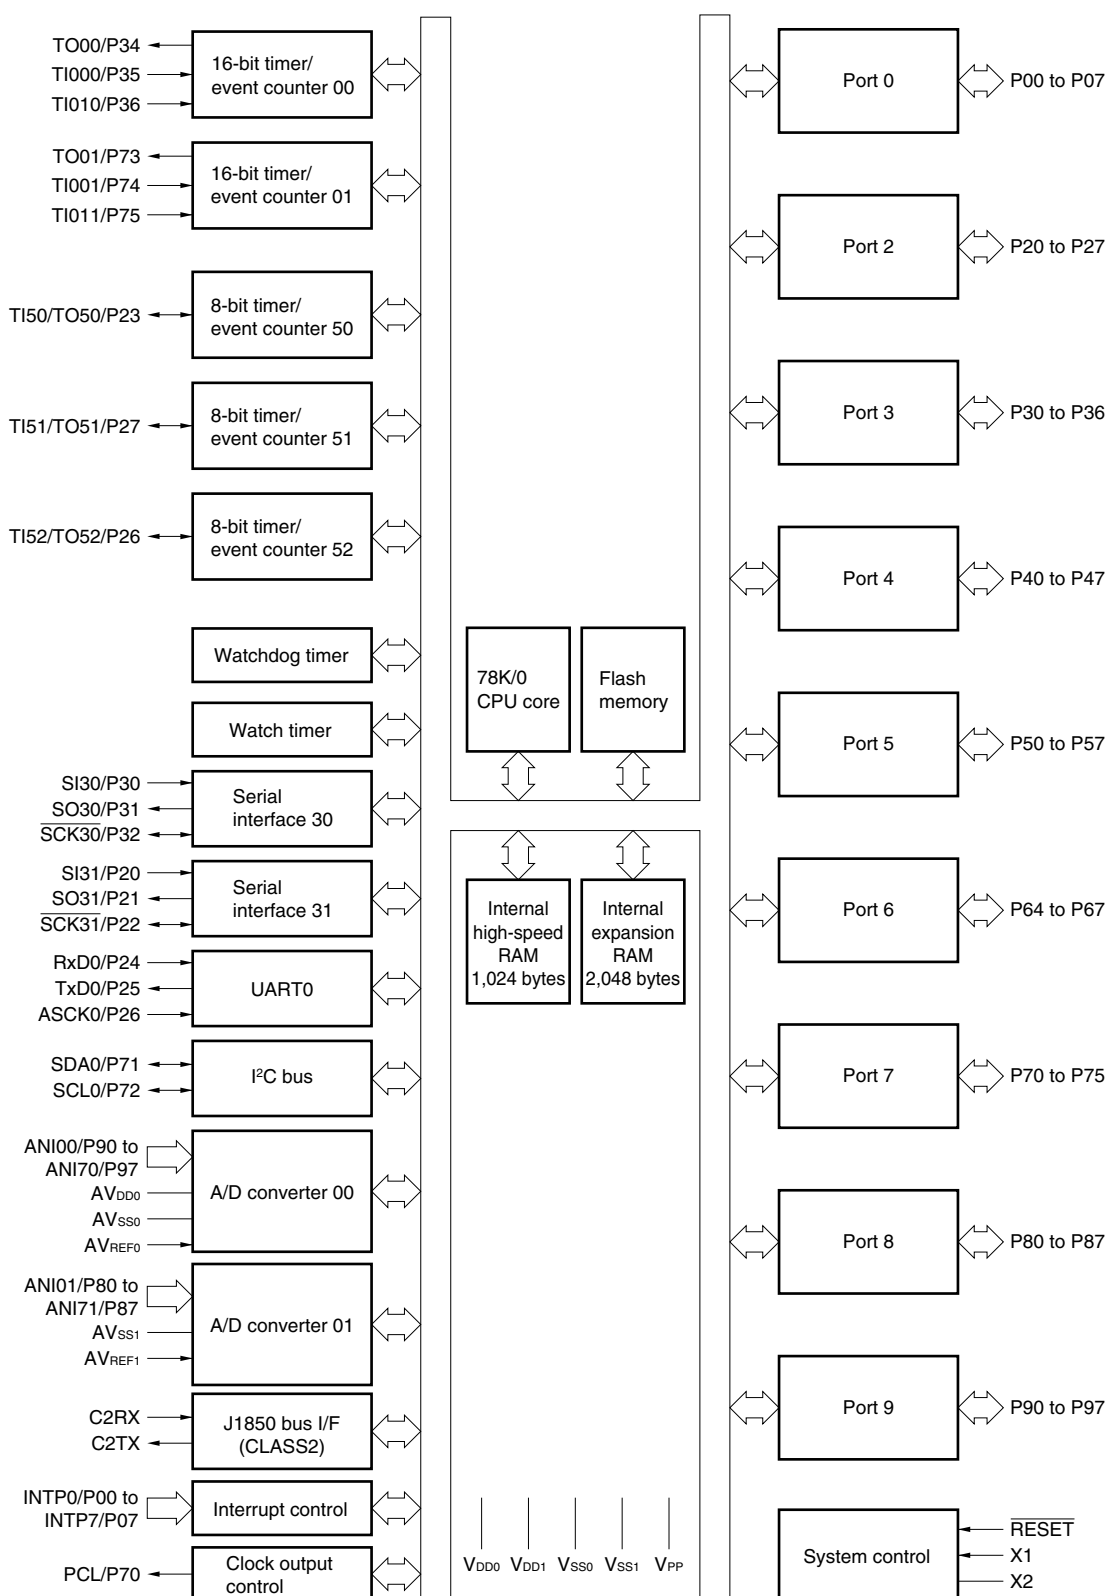 TO00/P34
TI000/P35
TI010/P36
16-bit timer/
event counter 00
TO01/P73
TI001/P74
TI011/P75
16-bit timer/
event counter 01
TI50/TO50/P23
8-bit timer/
event counter 50
TI51/TO51/P27
8-bit timer/
event counter 51
TI52/TO52/P26
8-bit timer/
event counter 52
Watchdog timer
Watch timer
SI30/P30
SO30/P31
SCK30/P32
Serial
interface 30
SI31/P20
SO31/P21
SCK31/P22
Serial
interface 31
RxD0/P24
TxD0/P25
ASCK0/P26
UART0
SDA0/P71
SCL0/P72
I²C bus
ANI00/P90 to
ANI70/P97
AVDD0
AVSS0
AVREF0
A/D converter 00
ANI01/P80 to
ANI71/P87
AVSS1
AVREF1
A/D converter 01
C2RX
C2TX
J1850 bus I/F
(CLASS2)
INTP0/P00 to
INTP7/P07
Interrupt control
PCL/P70
Clock output
control
78K/0
CPU core
Flash
memory
Internal
high-speed
RAM
1,024 bytes
Internal
expansion
RAM
2,048 bytes
VDD0 VDD1 VSS0 VSS1 VPP
Port 0
P00 to P07
Port 2
P20 to P27
Port 3
P30 to P36
Port 4
P40 to P47
Port 5
P50 to P57
Port 6
P64 to P67
Port 7
P70 to P75
Port 8
P80 to P87
Port 9
P90 to P97
System control
RESET
X1
X2